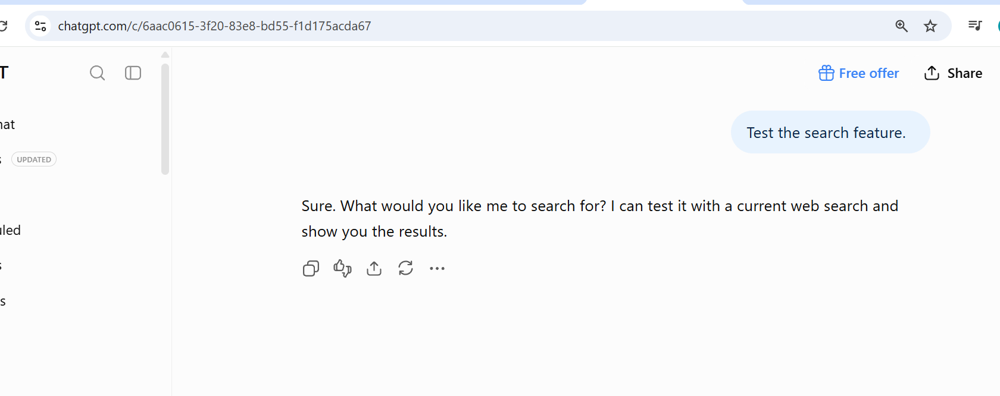 chatgpt.com/c/6aac0615-3f20-83e8-bd55-f1d175acda67
T
Free offer
Share
hat
s UPDATED
uled
s
s
Test the search feature.
Sure. What would you like me to search for? I can test it with a current web search and
show you the results.